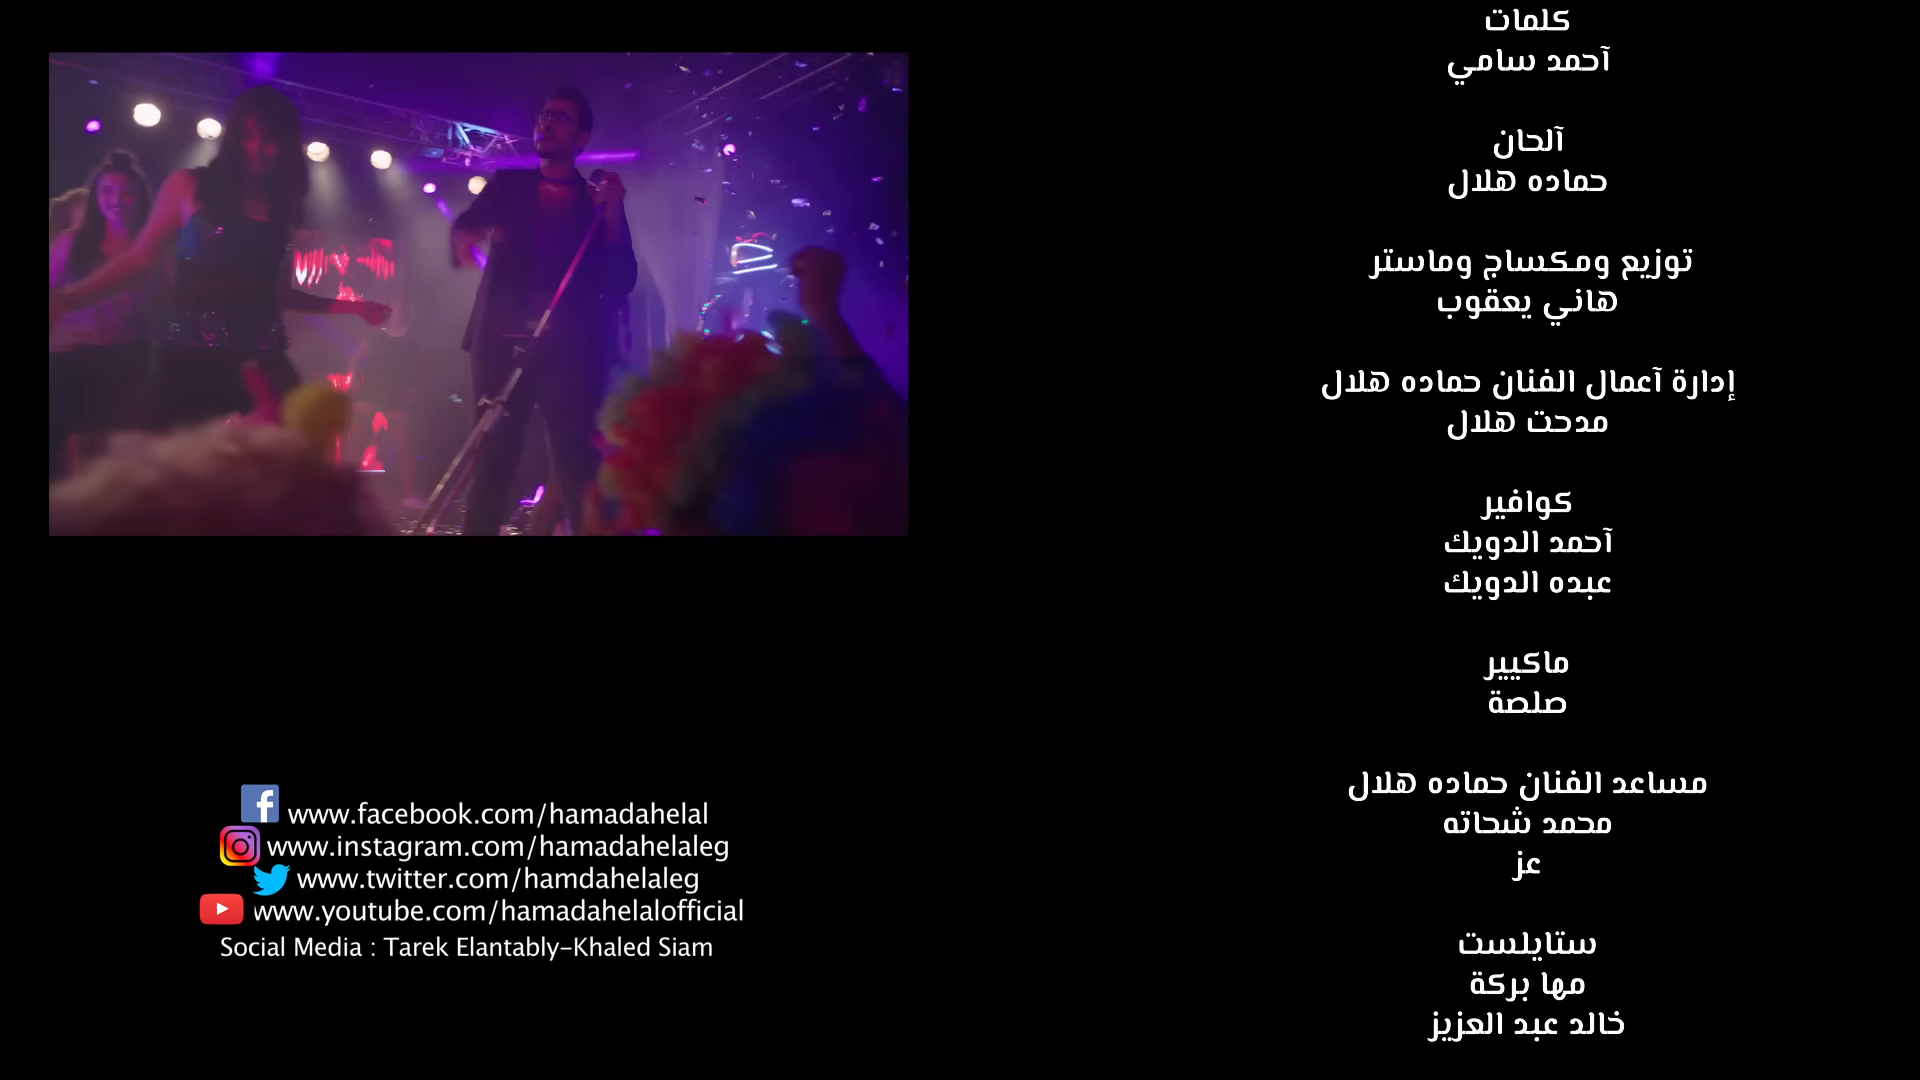 كلمات
آحمد سامي
آلحان
حماده هلال
توزيع ومكساج وماستر
هاني يعقوب
إدارة آعمال الفنان حماده هلال
مدحت هلال
كوافير
آحمد الدويك
عبده الدويك
ماكيير
صلصة
مساعد الفنان حماده هلال
محمد شحاته
عز
ستايلست
مها بركة
خالد عبد العزيز
www.facebook.com/hamadahelal
www.instagram.com/hamadahelaleg
www.twitter.com/hamdahelaleg
www.youtube.com/hamadahelalofficial
Social Media : Tarek Elantably-Khaled Siam